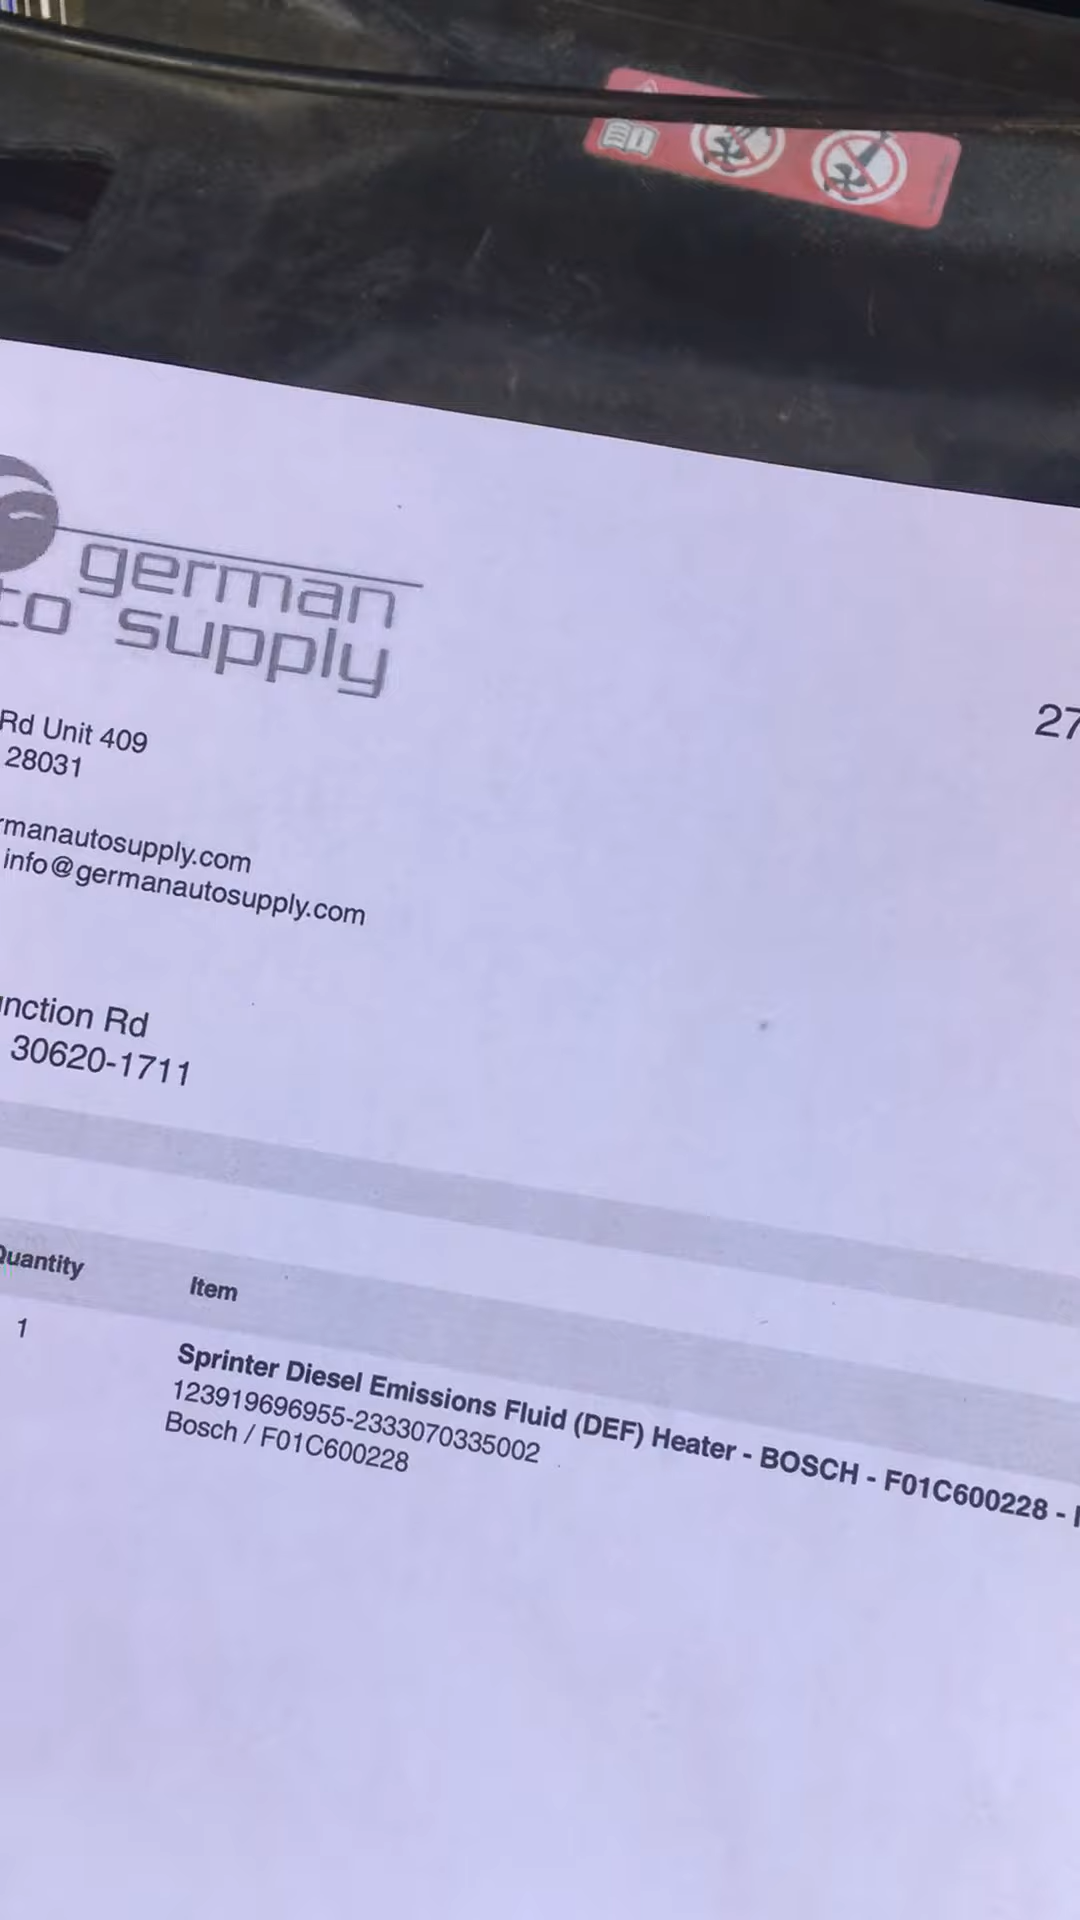 german
to supply
27
Rd Unit 409
28031
rmanautosupply.com
info@germanautosupply.com
nction Rd
30620-1711
Quantity Item
1 Sprinter Diesel Emissions Fluid (DEF) Heater - BOSCH - F01C600228 -
123919696955-2333070335002
Bosch / F01C600228